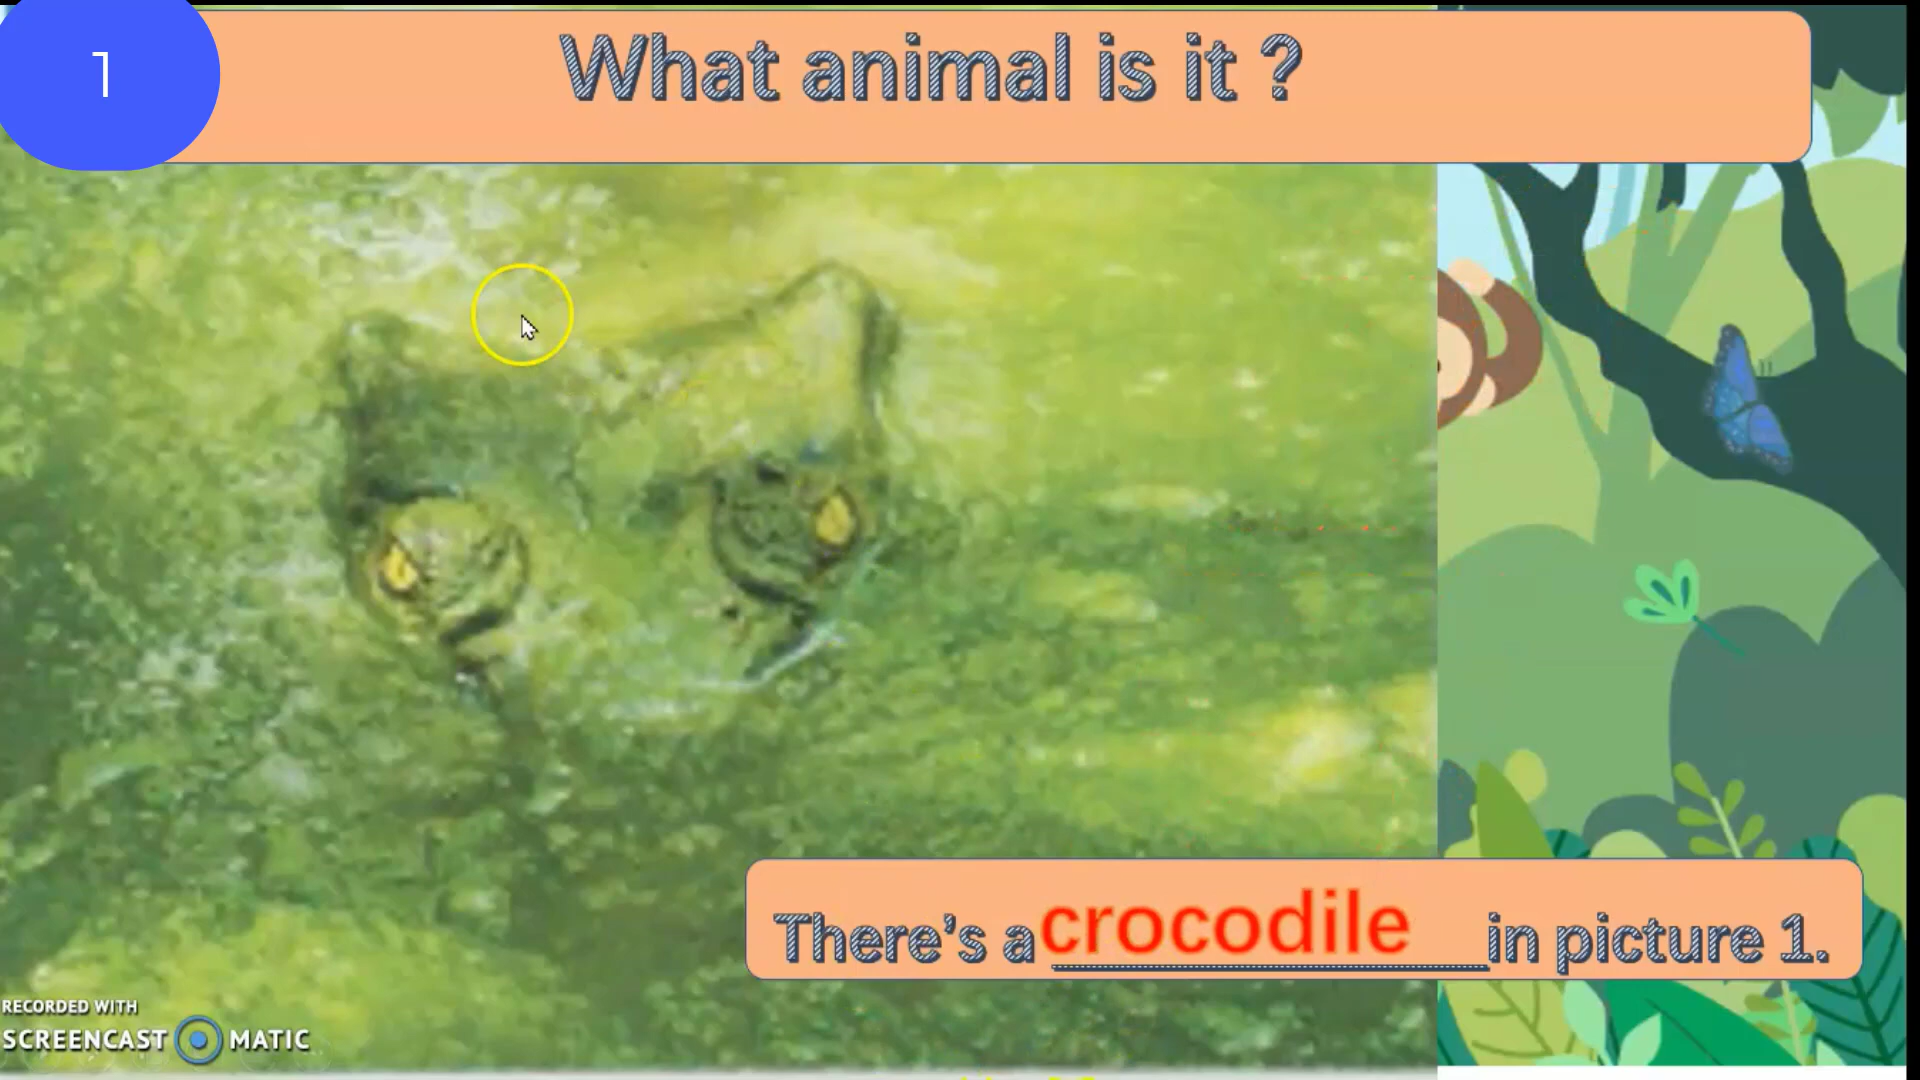 1
What animal is it ?
There's a crocodile in picture 1.
RECORDED WITH
SCREENCAST MATIC